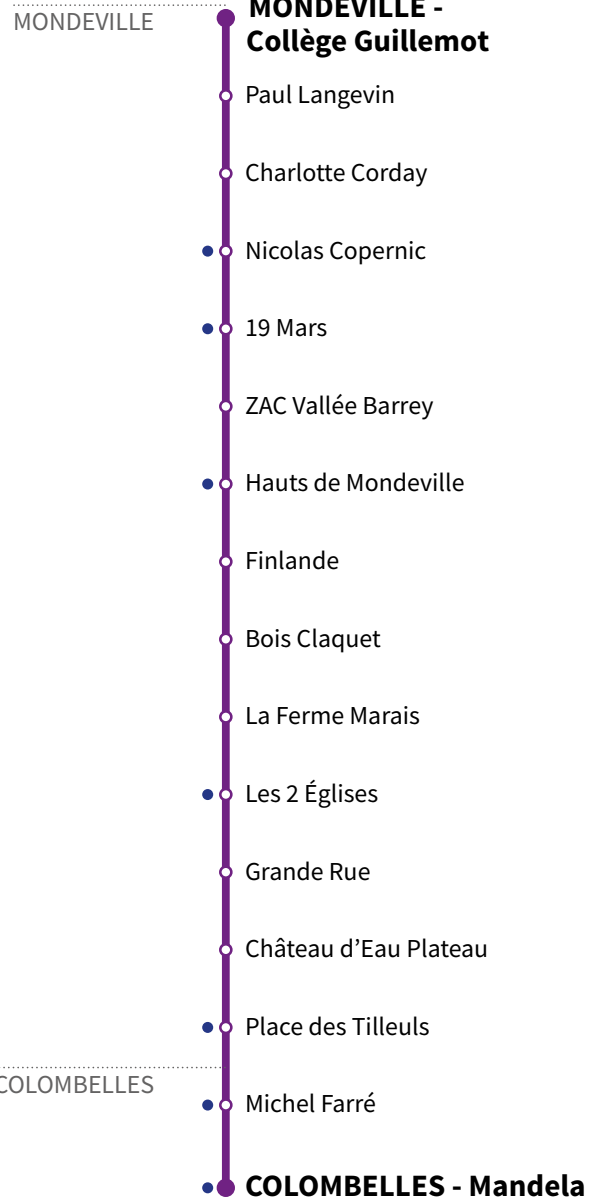 MONDEVILLE -
MONDEVILLE
Collège Guillemot
Paul Langevin
Charlotte Corday
Nicolas Copernic
19 Mars
ZAC Vallée Barrey
Hauts de Mondeville
Finlande
Bois Claquet
La Ferme Marais
Les 2 Églises
Grande Rue
Château d’Eau Plateau
Place des Tilleuls
COLOMBELLES
Michel Farré
COLOMBELLES - Mandela